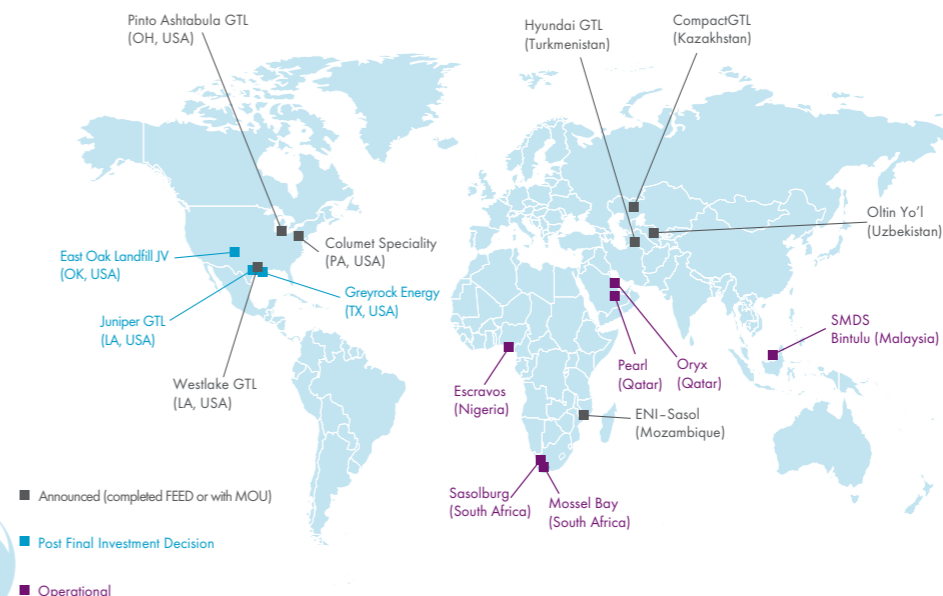 Pinto Ashtabula GTL
(OH, USA)
Hyundai GTL
(Turkmenistan)
CompactGTL
(Kazakhstan)
Oltin Yo'l
(Uzbekistan)
East Oak Landfill JV
(OK, USA)
Columet Speciality
(PA, USA)
Greyrock Energy
(TX, USA)
Juniper GTL
(LA, USA)
Westlake GTL
(LA, USA)
SMDS
Bintulu (Malaysia)
Pearl
(Qatar)
Oryx
(Qatar)
Escravos
(Nigeria)
ENI–Sasol
(Mozambique)
Sasolburg
(South Africa)
Mossel Bay
(South Africa)
Announced (completed FEED or with MOU)
Post Final Investment Decision
Operational